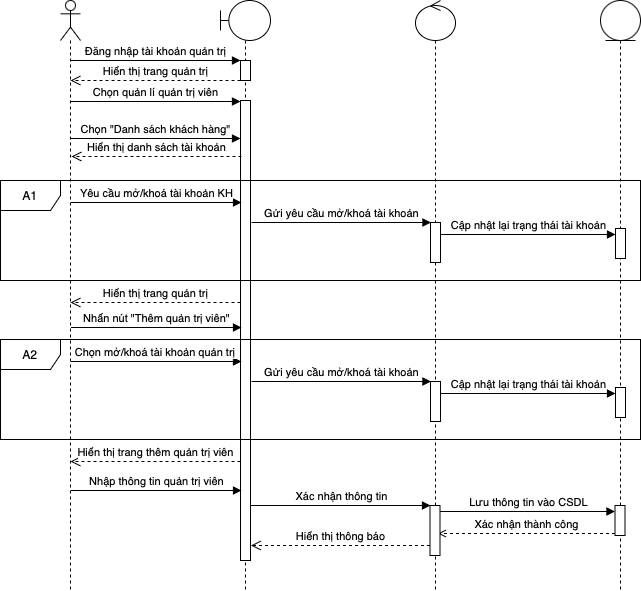 Đăng nhập tài khoản quản trị
Hiển thị trang quản trị
Chọn quản lí quản trị viên
Chọn "Danh sách khách hàng"
Hiển thị danh sách tài khoản
A1
Yêu cầu mở/khoá tài khoản KH
Gửi yêu cầu mở/khoá tài khoản
Cập nhật lại trạng thái tài khoản
Hiển thị trang quản trị
Nhấn nút "Thêm quản trị viên"
A2
Chọn mở/khoá tài khoản quản trị
Gửi yêu cầu mở/khoá tài khoản
Cập nhật lại trạng thái tài khoản
Hiển thị trang thêm quản trị viên
Nhập thông tin quản trị viên
Xác nhận thông tin
Lưu thông tin vào CSDL
Xác nhận thành công
Hiển thị thông báo